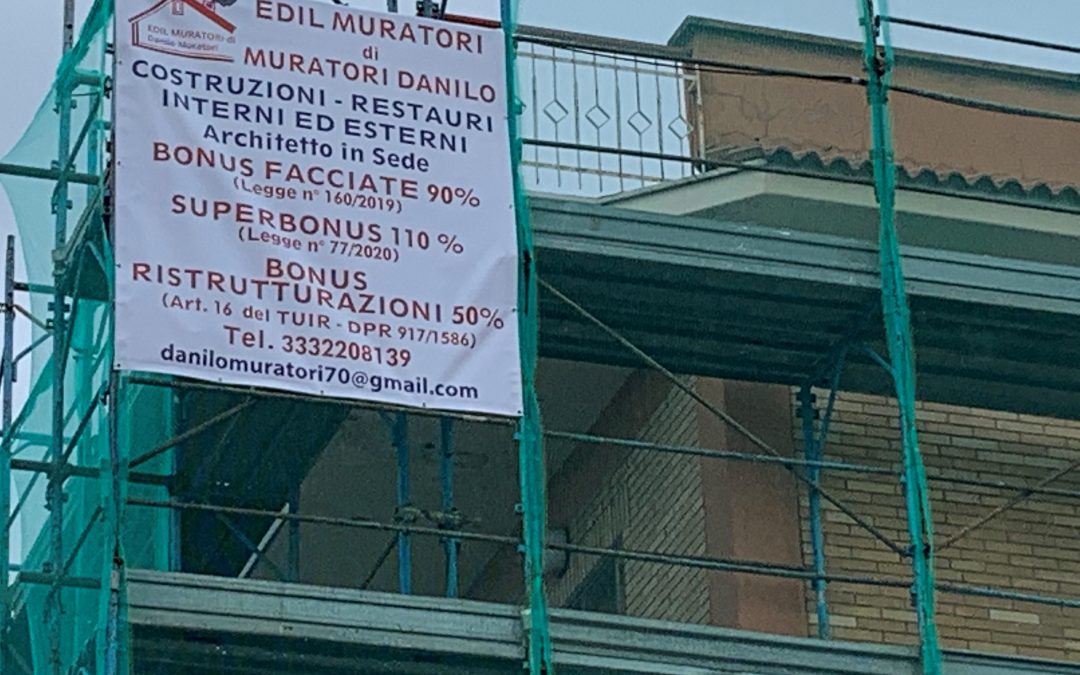 EDIL MURATORI di
Danilo Muratori
EDIL MURATORI
di
MURATORI DANILO
COSTRUZIONI - RESTAURI
INTERNI ED ESTERNI
Architetto in Sede
BONUS FACCIATE 90%
(Legge n° 160/2019)
SUPERBONUS 110 %
(Legge n° 77/2020)
BONUS
RISTRUTTURAZIONI 50%
(Art. 16 del TUIR - DPR 917/1586)
Tel. 3332208139
danilomuratori70@gmail.com